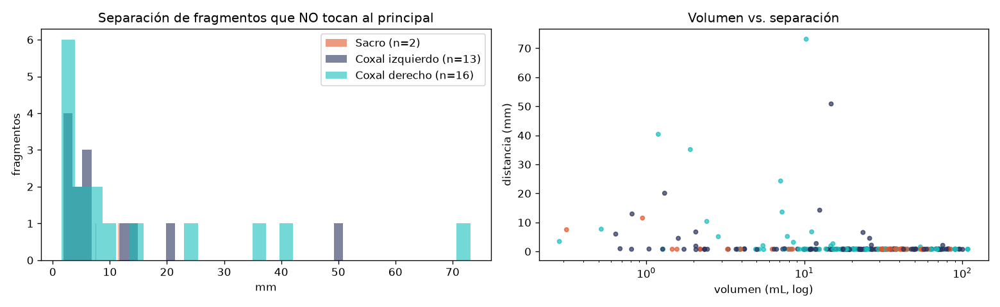 Separación de fragmentos que NO tocan al principal
Sacro (n=2)
Coxal izquierdo (n=13)
Coxal derecho (n=16)
fragmentos
6
5
4
3
2
1
0
0 10 20 30 40 50 60 70
mm
Volumen vs. separación
distancia (mm)
70
60
50
40
30
20
10
0
10⁰ 10¹ 10²
volumen (mL, log)